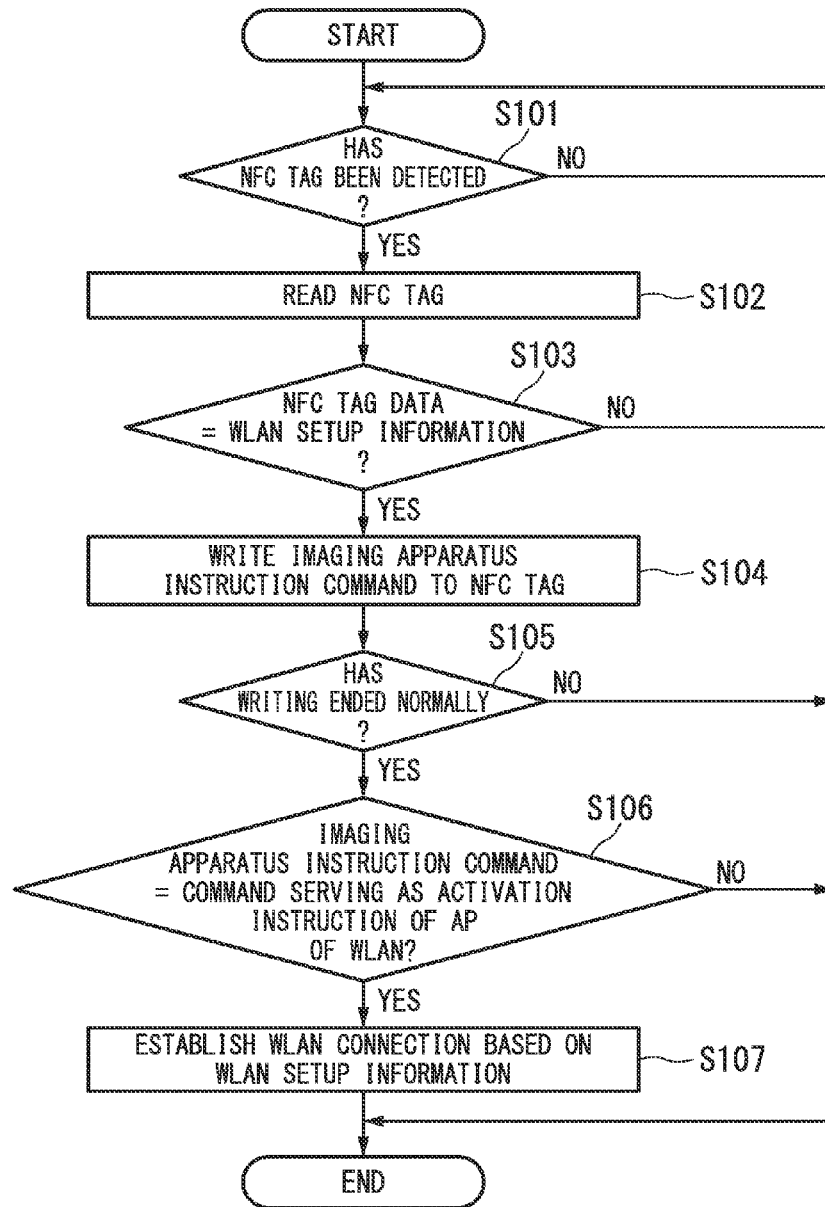 START
S101
HAS
NFC TAG BEEN DETECTED
?
NO
YES
READ NFC TAG
S102
S103
NFC TAG DATA
= WLAN SETUP INFORMATION
?
NO
YES
WRITE IMAGING APPARATUS
INSTRUCTION COMMAND TO NFC TAG
S104
S105
HAS
WRITING ENDED NORMALLY
?
NO
YES
S106
IMAGING
APPARATUS INSTRUCTION COMMAND
= COMMAND SERVING AS ACTIVATION
INSTRUCTION OF AP
OF WLAN?
NO
YES
ESTABLISH WLAN CONNECTION BASED ON
WLAN SETUP INFORMATION
S107
END